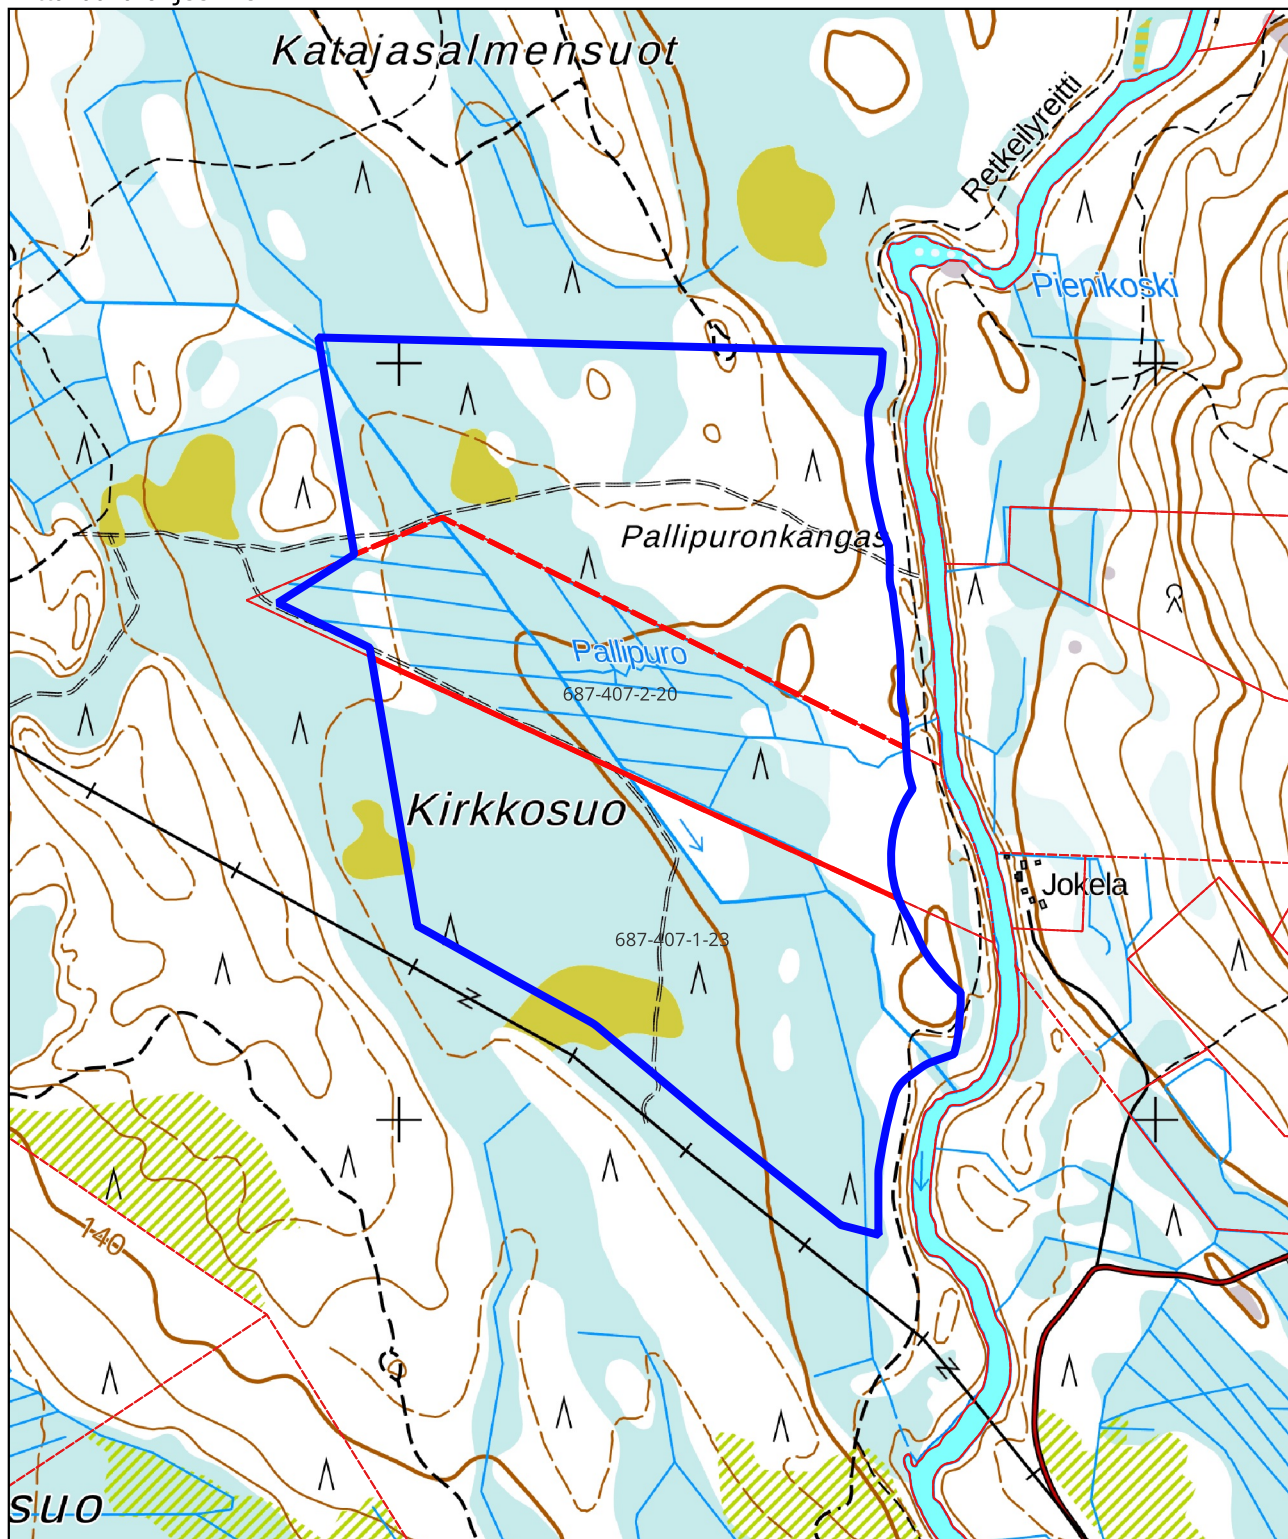 Katajasalmensuot
Retkeilyreitti
Pienikoski
Pallipuronkangas
Pallipuro
687-407-2-20
Kirkkosuo
Jokela
687-407-1-23
140
suo